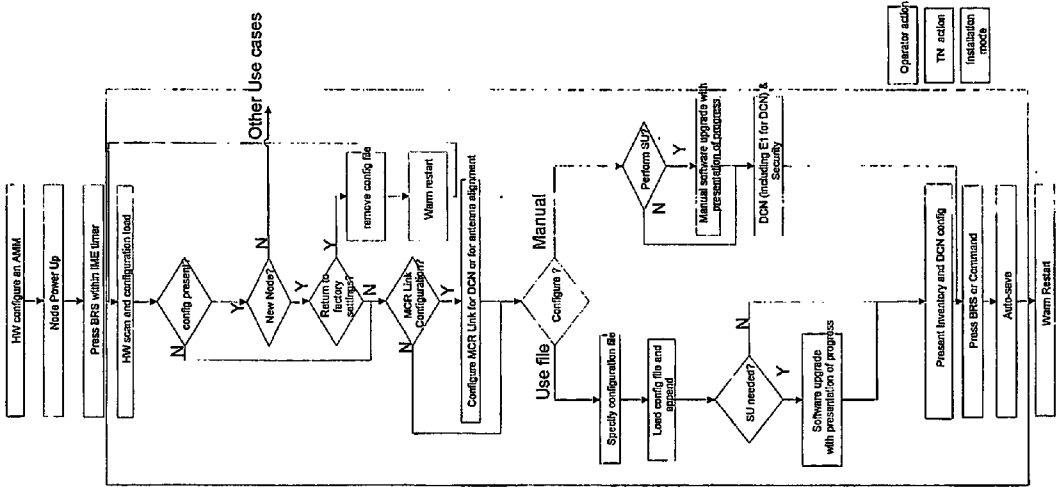 HW configure an AMM
Node Power Up
Press BRS within IME timer
HW scan and configuration load
config present?
N
Y
New Node?
N
Other Use cases
Y
Return to
factory
settings?
Y
remove config file
Warm restart
N
MCR Link
Configuration?
N
Y
Configure MCR Link for DCN or for antenna alignment
Configure ?
Use file
Manual
Specify configuration file
Load config file and
append
SU needed?
N
Y
Software upgrade
with presentation of progress
Perform SU?
N
Y
Manual software upgrade with
presentation of progress
DCN (including E1 for DCN) &
Security
Present Inventory and DCN config
Press BRS or Command
Auto-save
Warm Restart
Operator action
TN action
Installation
mode